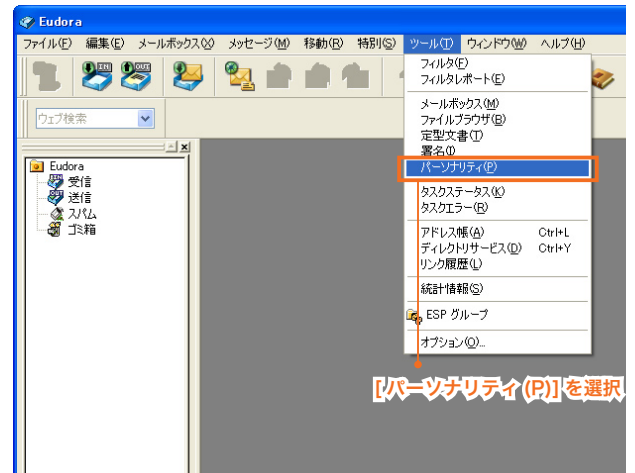 Eudora
ファイル(F) 編集(E) メールボックス(X) メッセージ(M) 移動(R) 特別(S) ツール(T) ウィンドウ(W) ヘルプ(H)
IN OUT
ウェブ検索
Eudora
受信
送信
スパム
ゴミ箱
フィルタ(F)
フィルタレポート(E)
メールボックス(M)
ファイルブラウザ(B)
定型文書(T)
署名(I)
パーソナリティ(P)
タスクステータス(K)
タスクエラー(R)
アドレス帳(A) Ctrl+L
ディレクトリサービス(D) Ctrl+Y
リンク履歴(L)
統計情報(S)
ESP グループ
オプション(O)...
[パーソナリティ(P)]を選択